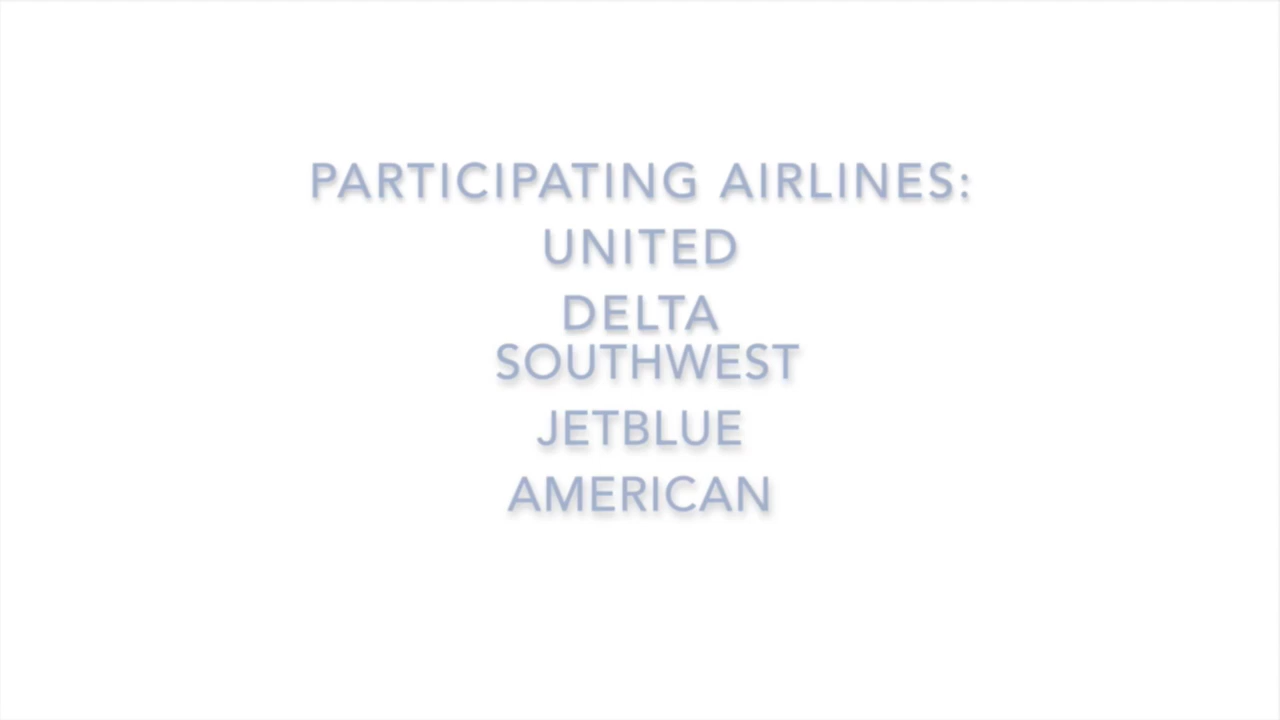 PARTICIPATING AIRLINES:
UNITED
DELTA
SOUTHWEST
JETBLUE
AMERICAN